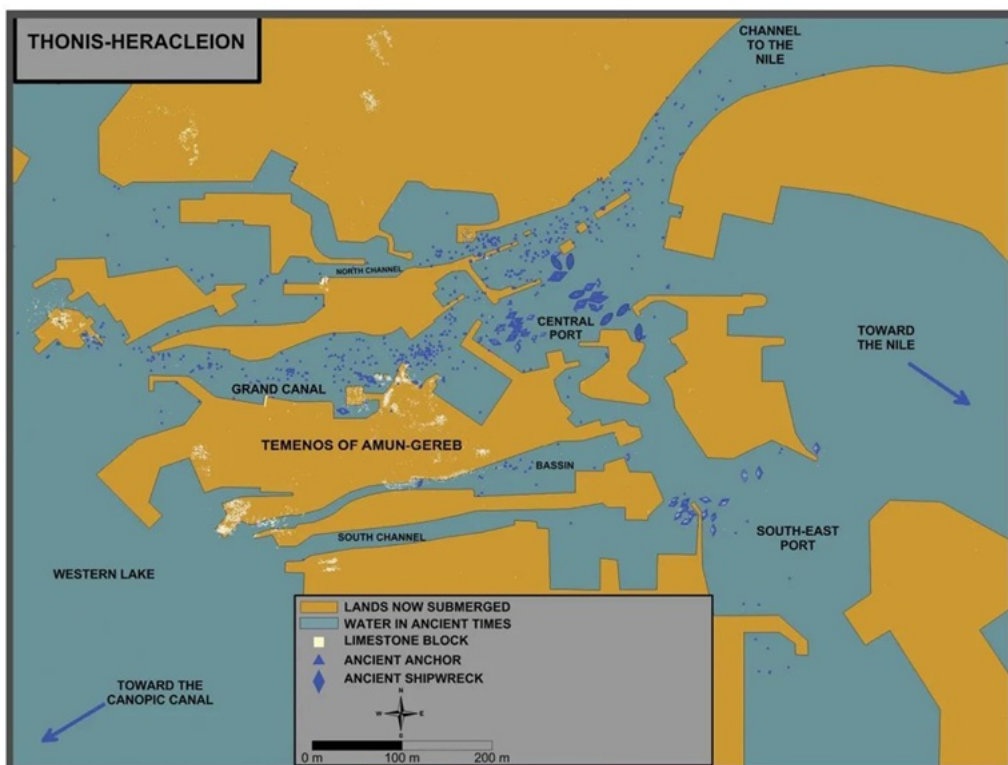 THONIS-HERACLEION
CHANNEL
TO THE
NILE
NORTH CHANNEL
CENTRAL
PORT
TOWARD
THE NILE
GRAND CANAL
TEMENOS OF AMUN-GEREB
BASSIN
SOUTH CHANNEL
SOUTH-EAST
PORT
WESTERN LAKE
TOWARD THE
CANOPIC CANAL
LANDS NOW SUBMERGED
WATER IN ANCIENT TIMES
LIMESTONE BLOCK
ANCIENT ANCHOR
ANCIENT SHIPWRECK
N
W E
S
0 m 100 m 200 m